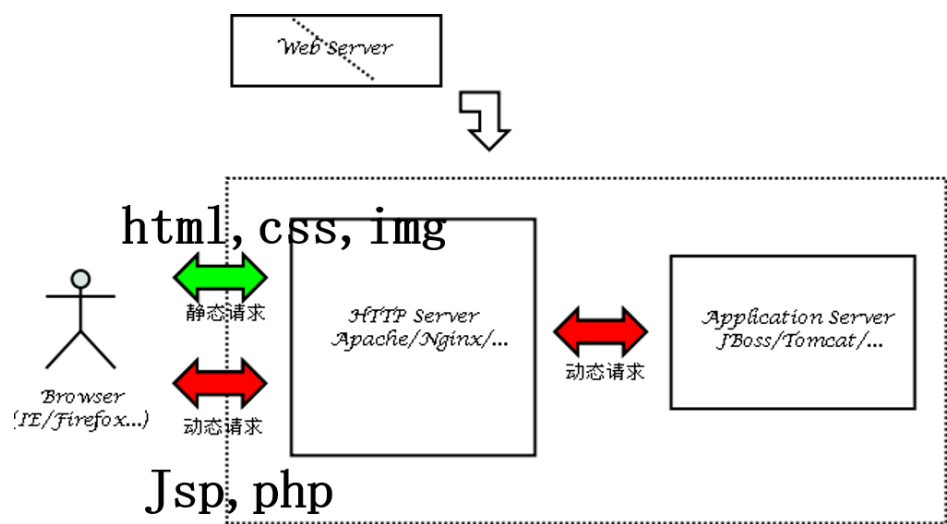 Web Server
html,css,img
静态请求
HTTP Server
Apache/Nginx/...
Application Server
JBoss/Tomcat/...
动态请求
Browser
(IE/Firefox...)
动态请求
Jsp,php